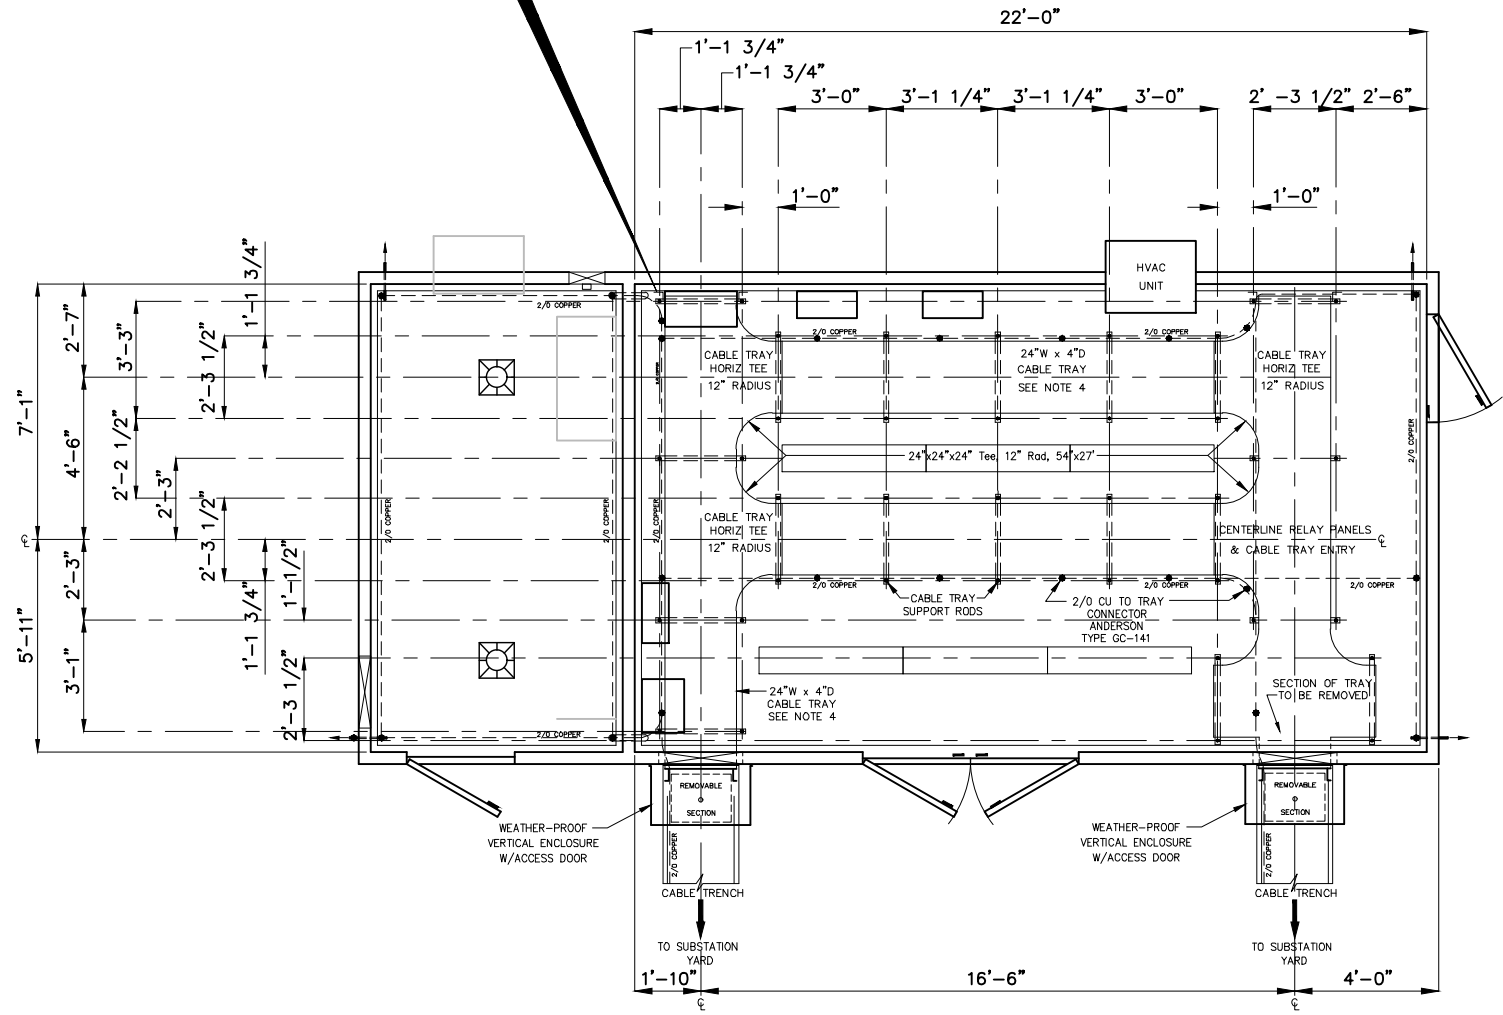 22'-0"
1'-1 3/4"
1'-1 3/4"
3'-0"
3'-1 1/4"
3'-1 1/4"
3'-0"
2' -3 1/2"
2'-6"
1'-0"
1'-0"
1'-1 3/4"
2'-7"
3'-3"
2'-3 1/2"
7'-1"
4'-6"
2'-2 1/2"
2'-3"
2'-3 1/2"
2'-3"
1'-1/2"
1'-1 3/4"
5'-11"
3'-1"
2'-3 1/2"
HVAC
UNIT
2/0 COPPER
2/0 COPPER
2/0 COPPER
CABLE TRAY
HORIZ TEE
12" RADIUS
24"W x 4"D
CABLE TRAY
SEE NOTE 4
CABLE TRAY
HORIZ TEE
12" RADIUS
2/0 COPPER
24"x24"x24" Tee, 12" Rad, 54"x27'
2/0 COPPER
2/0 COPPER
2/0 COPPER
CABLE TRAY
HORIZ TEE
12" RADIUS
CENTERLINE RELAY PANELS
& CABLE TRAY ENTRY
2/0 COPPER
2/0 COPPER
2/0 COPPER
CABLE TRAY
SUPPORT RODS
2/0 CU TO TRAY
CONNECTOR
ANDERSON
TYPE GC-141
SECTION OF TRAY
TO BE REMOVED
24"W x 4"D
CABLE TRAY
SEE NOTE 4
2/0 COPPER
REMOVABLE
SECTION
REMOVABLE
SECTION
WEATHER-PROOF
VERTICAL ENCLOSURE
W/ACCESS DOOR
WEATHER-PROOF
VERTICAL ENCLOSURE
W/ACCESS DOOR
2/0 COPPER
2/0 COPPER
CABLE TRENCH
CABLE TRENCH
TO SUBSTATION
YARD
TO SUBSTATION
YARD
1'-10"
16'-6"
4'-0"